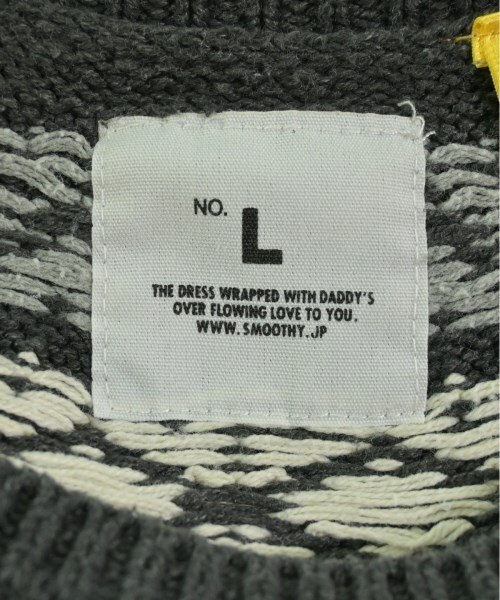 NO. L
THE DRESS WRAPPED WITH DADDY'S
OVER FLOWING LOVE TO YOU.
WWW.SMOOTHY.JP